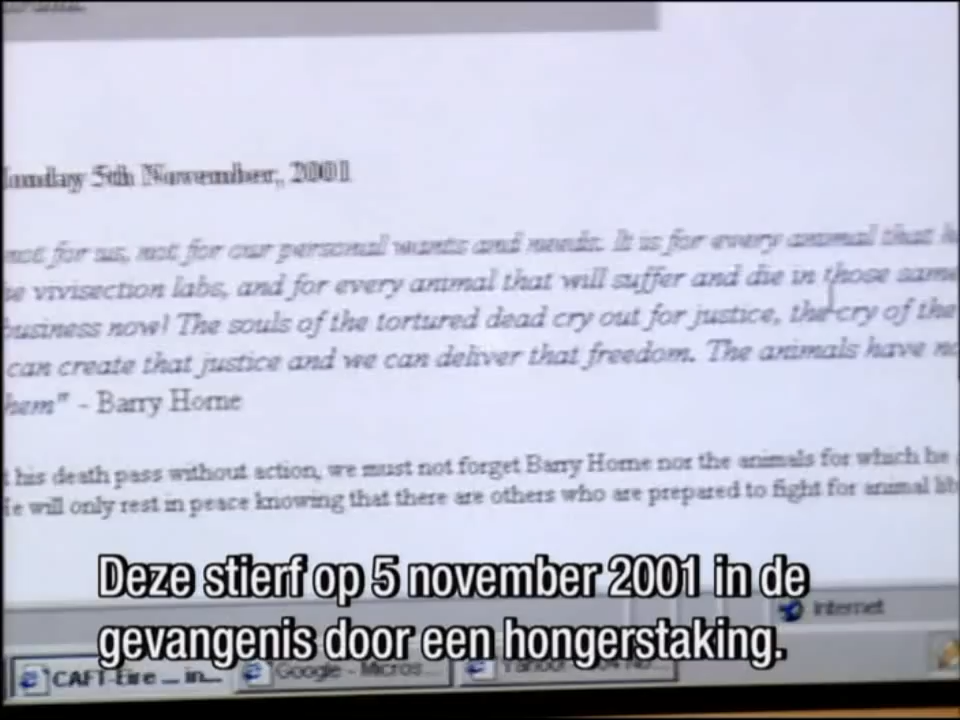 5th November, 2001
not for us, not for our personal wants and needs. It is for every animal that
vivisection labs, and for every animal that will suffer and die in those same
business now! The souls of the tortured dead cry out for justice, the cry of the
can create that justice and we can deliver that freedom. The animals have
hem" - Barry Horne
his death pass without action, we must not forget Barry Horne nor the animals for which he
will only rest in peace knowing that there are others who are prepared to fight for animal
Deze stierf op 5 november 2001 in de
gevangenis door een hongerstaking.
Internet
CAFT-Eire ... in...
Google - Micros...